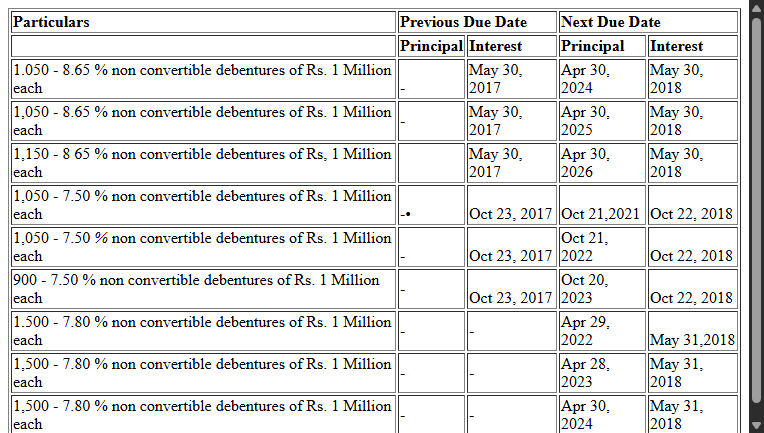 Particulars Previous Due Date Next Due Date
Principal Interest Principal Interest
1.050 - 8.65 % non convertible debentures of Rs. 1 Million each - May 30, 2017 Apr 30, 2024 May 30, 2018
1,050 - 8.65 % non convertible debentures of Rs. 1 Million each - May 30, 2017 Apr 30, 2025 May 30, 2018
1,150 - 8 65 % non convertible debentures of Rs, 1 Million each May 30, 2017 Apr 30, 2026 May 30, 2018
1,050 - 7.50 % non convertible debentures of Rs. 1 Million each -• Oct 23, 2017 Oct 21,2021 Oct 22, 2018
1,050 - 7.50 % non convertible debentures of Rs. 1 Million each - Oct 23, 2017 Oct 21, 2022 Oct 22, 2018
900 - 7.50 % non convertible debentures of Rs. 1 Million each - Oct 23, 2017 Oct 20, 2023 Oct 22, 2018
1.500 - 7.80 % non convertible debentures of Rs. 1 Million each - - Apr 29, 2022 May 31,2018
1,500 - 7.80 % non convertible debentures of Rs. 1 Million each - - Apr 28, 2023 May 31, 2018
1,500 - 7.80 % non convertible debentures of Rs. 1 Million each - - Apr 30, 2024 May 31, 2018